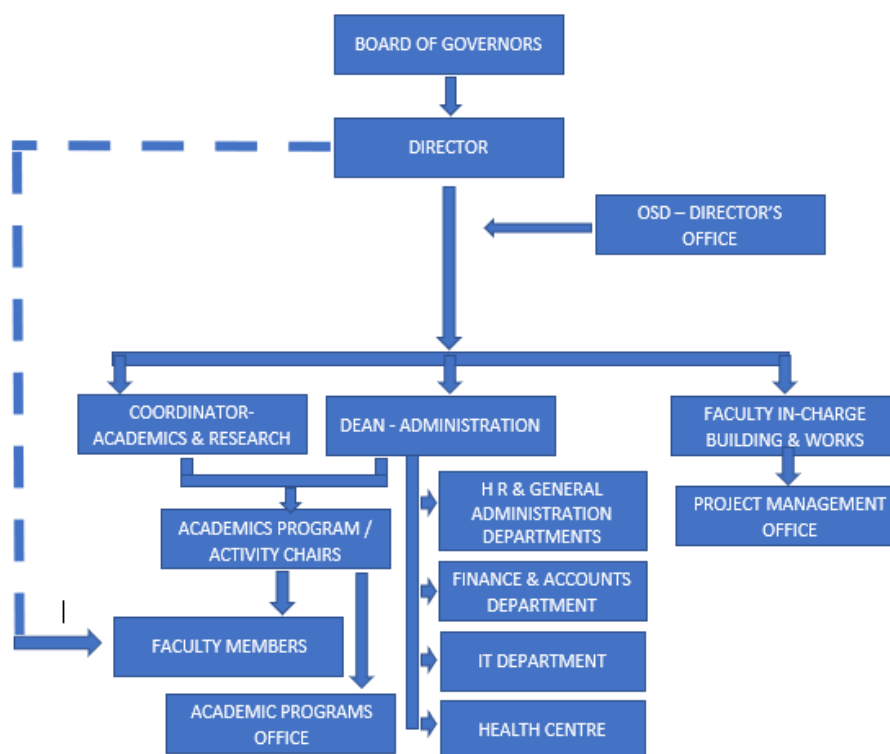 BOARD OF GOVERNORS
DIRECTOR
OSD – DIRECTOR'S
OFFICE
COORDINATOR-
ACADEMICS & RESEARCH
DEAN - ADMINISTRATION
FACULTY IN-CHARGE
BUILDING & WORKS
H R & GENERAL
ADMINISTRATION
DEPARTMENTS
PROJECT MANAGEMENT
OFFICE
ACADEMICS PROGRAM /
ACTIVITY CHAIRS
FINANCE & ACCOUNTS
DEPARTMENT
FACULTY MEMBERS
IT DEPARTMENT
ACADEMIC PROGRAMS
OFFICE
HEALTH CENTRE